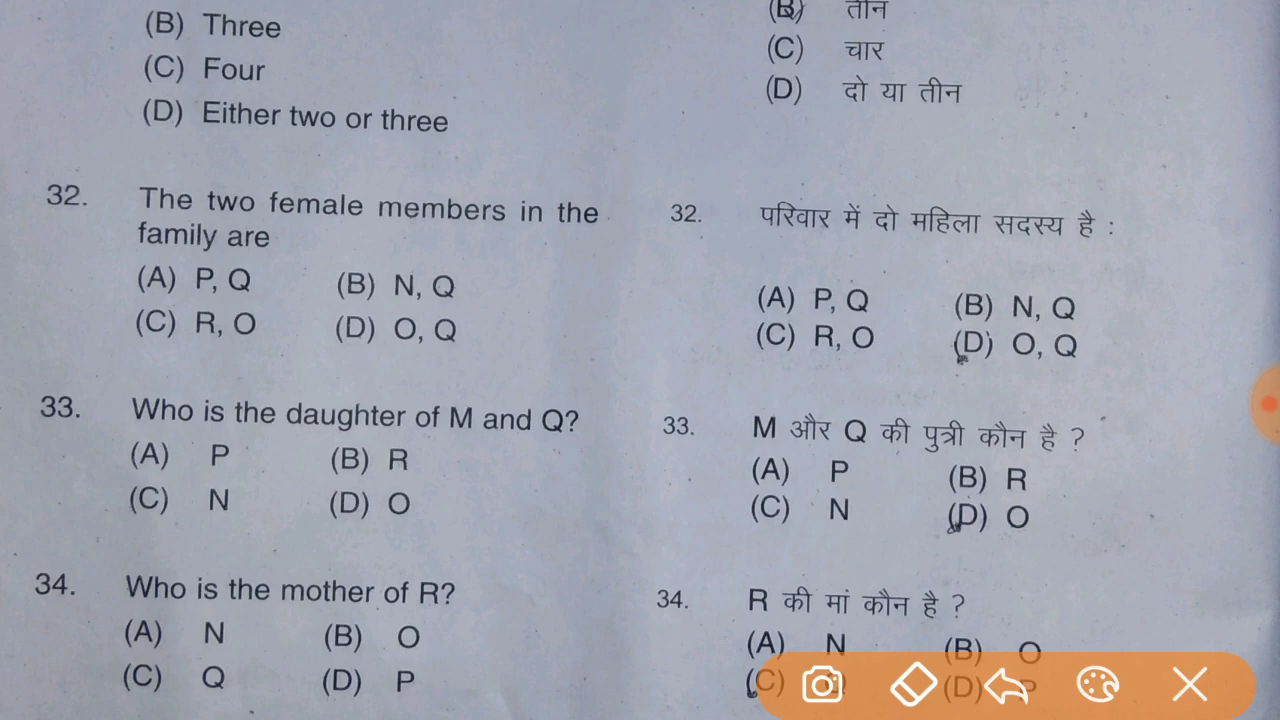 (B) Three
(C) Four
(D) Either two or three
32. The two female members in the
family are
(A) P, Q (B) N, Q
(C) R, O (D) O, Q
33. Who is the daughter of M and Q?
(A) P (B) R
(C) N (D) O
34. Who is the mother of R?
(A) N (B) O
(C) Q (D) P
(B) तीन
(C) चार
(D) दो या तीन
32. परिवार में दो महिला सदस्य है :
(A) P, Q (B) N, Q
(C) R, O (D) O, Q
33. M और Q की पुत्री कौन है ?
(A) P (B) R
(C) N (D) O
34. R की मां कौन है ?
(A) N (B) O
(C) Q (D) P